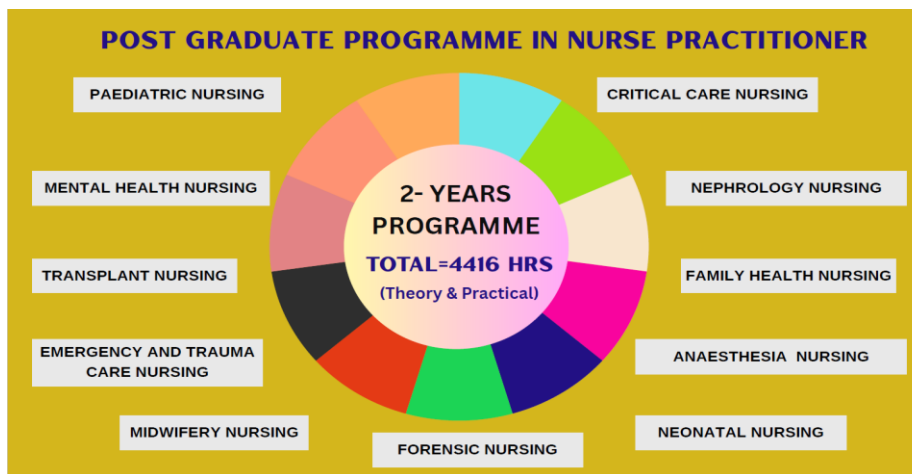 POST GRADUATE PROGRAMME IN NURSE PRACTITIONER
PAEDIATRIC NURSING
CRITICAL CARE NURSING
MENTAL HEALTH NURSING
NEPHROLOGY NURSING
2- YEARS
PROGRAMME
TOTAL=4416 HRS
(Theory & Practical)
TRANSPLANT NURSING
FAMILY HEALTH NURSING
EMERGENCY AND TRAUMA
CARE NURSING
ANAESTHESIA NURSING
MIDWIFERY NURSING
FORENSIC NURSING
NEONATAL NURSING